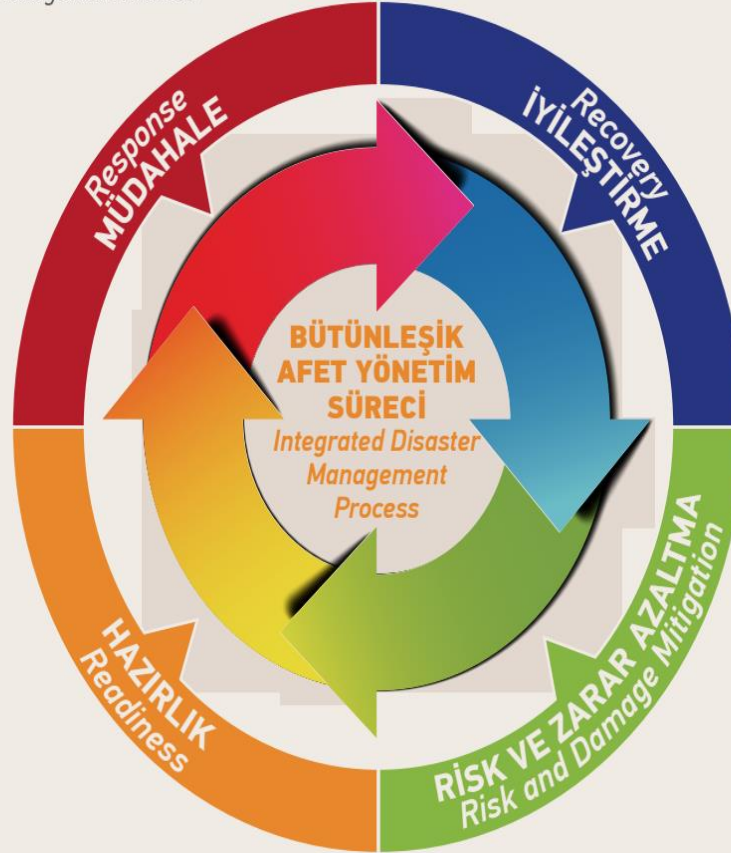 Response
MÜDAHALE
Recovery
İYİLEŞTİRME
BÜTÜNLEŞİK
AFET YÖNETİM
SÜRECİ
Integrated Disaster
Management
Process
HAZIRLIK
Readiness
RİSK VE ZARAR AZALTMA
Risk and Damage Mitigation